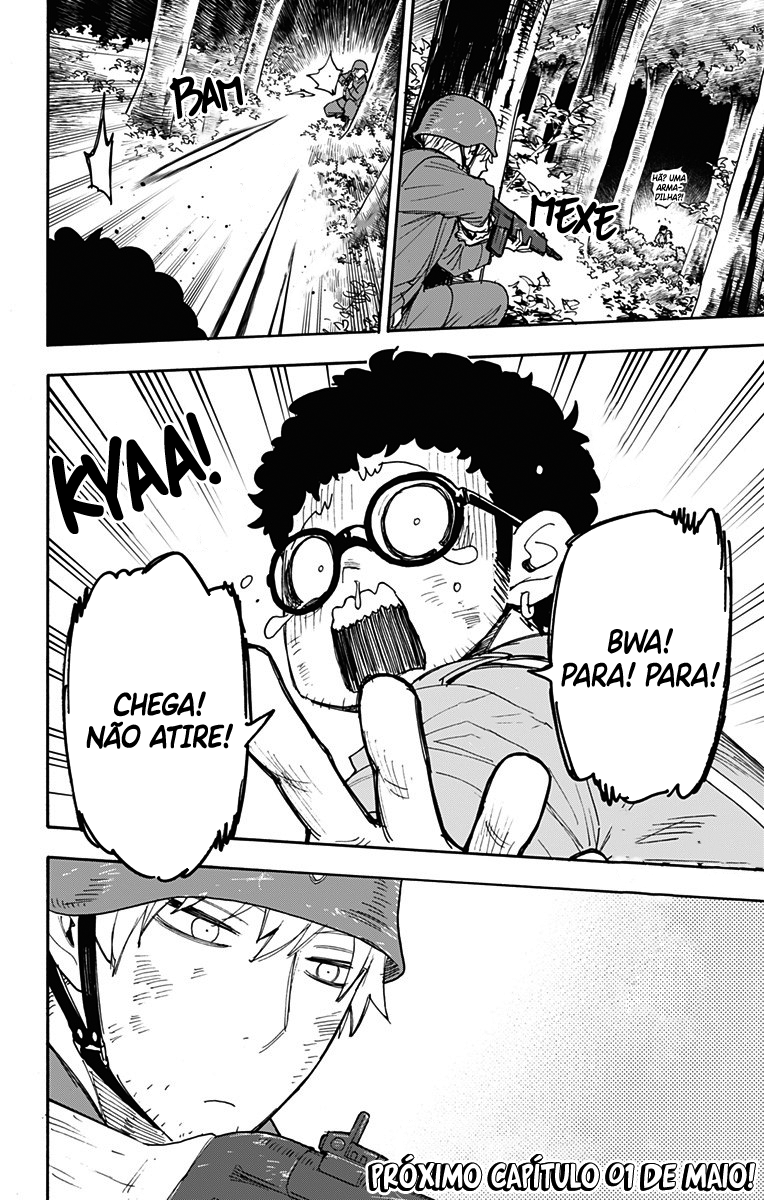 HÃ? UMA
ARMA-
DILHA?!
MEXE
BAM
KYAA!
BWA!
PARA! PARA!
CHEGA!
NÃO ATIRE!
PRÓXIMO CAPÍTULO 01 DE MAIO!